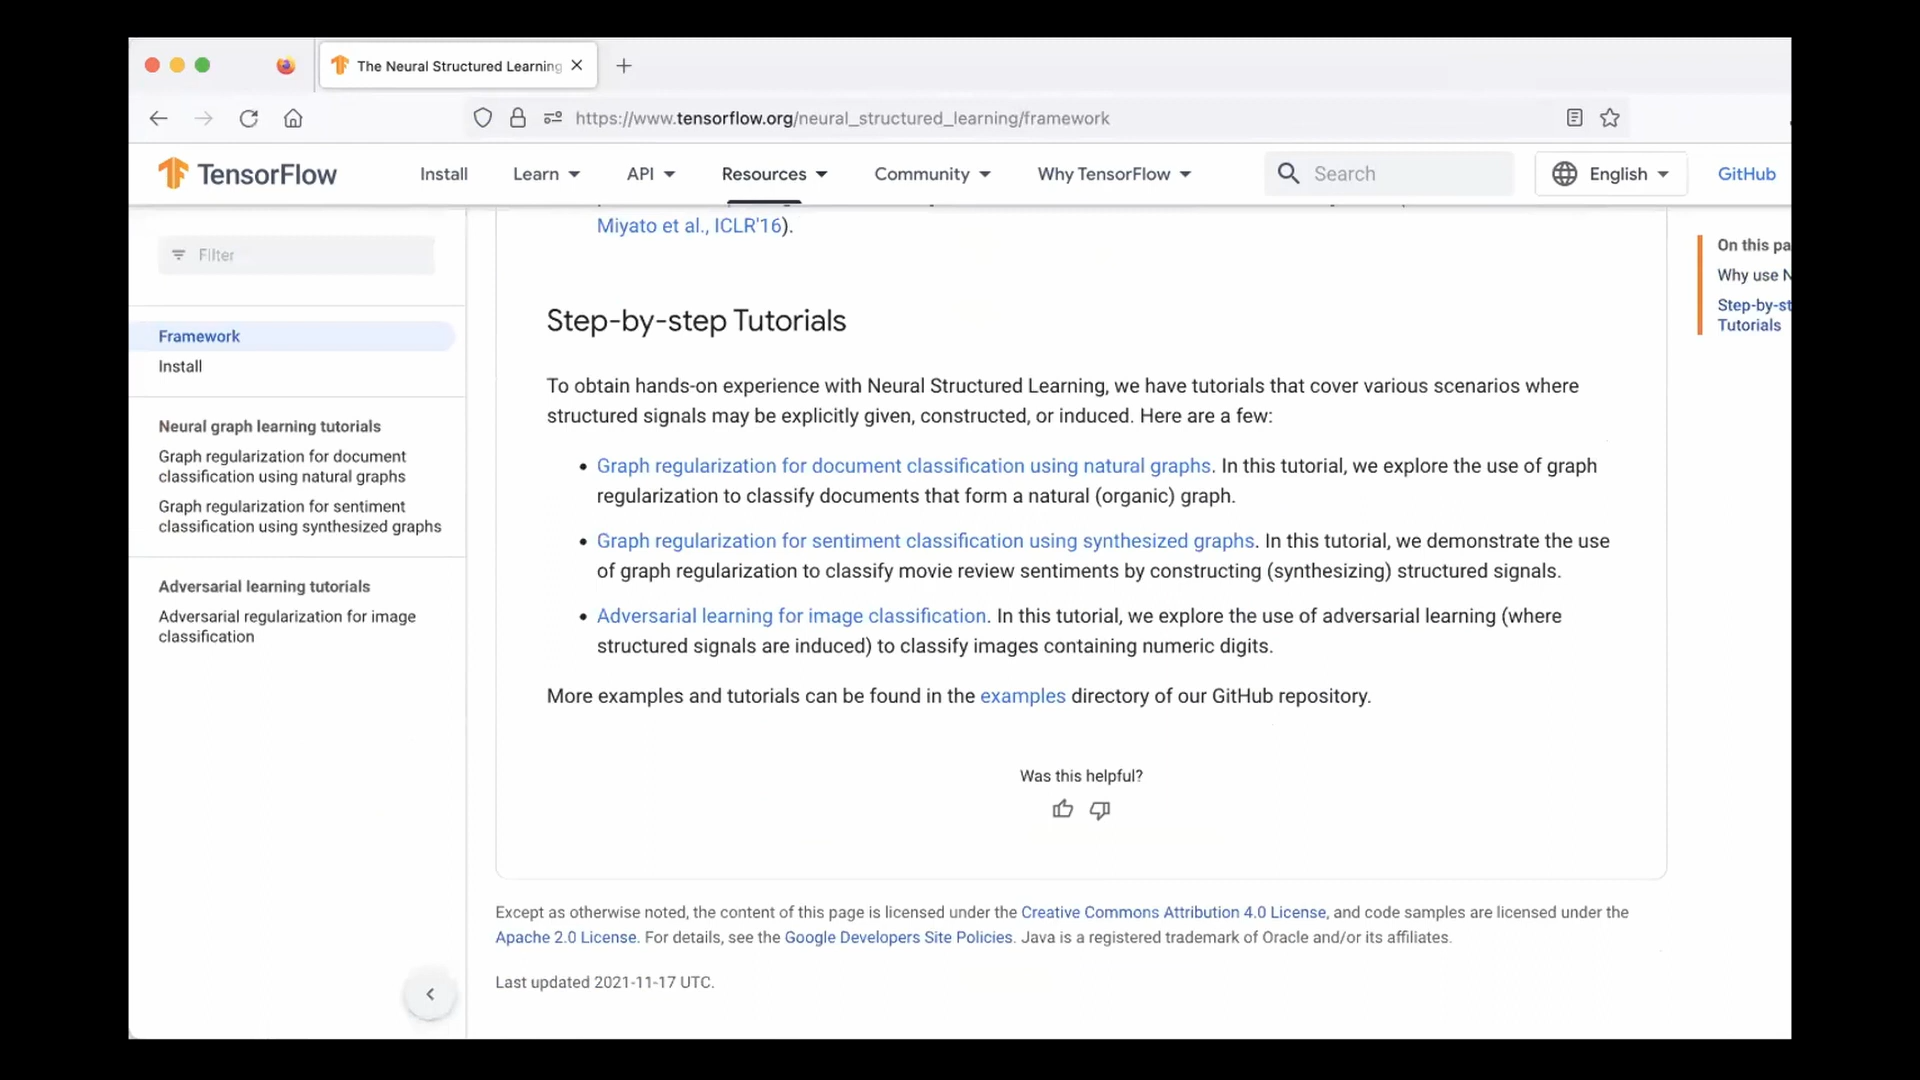 The Neural Structured Learning
https://www.tensorflow.org/neural_structured_learning/framework
TensorFlow
Install
Learn
API
Resources
Community
Why TensorFlow
Search
English
GitHub
Filter
Framework
Install
Neural graph learning tutorials
Graph regularization for document
classification using natural graphs
Graph regularization for sentiment
classification using synthesized graphs
Adversarial learning tutorials
Adversarial regularization for image
classification
Miyato et al., ICLR'16).
Step-by-step Tutorials
To obtain hands-on experience with Neural Structured Learning, we have tutorials that cover various scenarios where
structured signals may be explicitly given, constructed, or induced. Here are a few:
• Graph regularization for document classification using natural graphs. In this tutorial, we explore the use of graph
regularization to classify documents that form a natural (organic) graph.
• Graph regularization for sentiment classification using synthesized graphs. In this tutorial, we demonstrate the use
of graph regularization to classify movie review sentiments by constructing (synthesizing) structured signals.
• Adversarial learning for image classification. In this tutorial, we explore the use of adversarial learning (where
structured signals are induced) to classify images containing numeric digits.
More examples and tutorials can be found in the examples directory of our GitHub repository.
Was this helpful?
Except as otherwise noted, the content of this page is licensed under the Creative Commons Attribution 4.0 License, and code samples are licensed under the
Apache 2.0 License. For details, see the Google Developers Site Policies. Java is a registered trademark of Oracle and/or its affiliates.
Last updated 2021-11-17 UTC.
On this pa
Why use N
Step-by-st
Tutorials